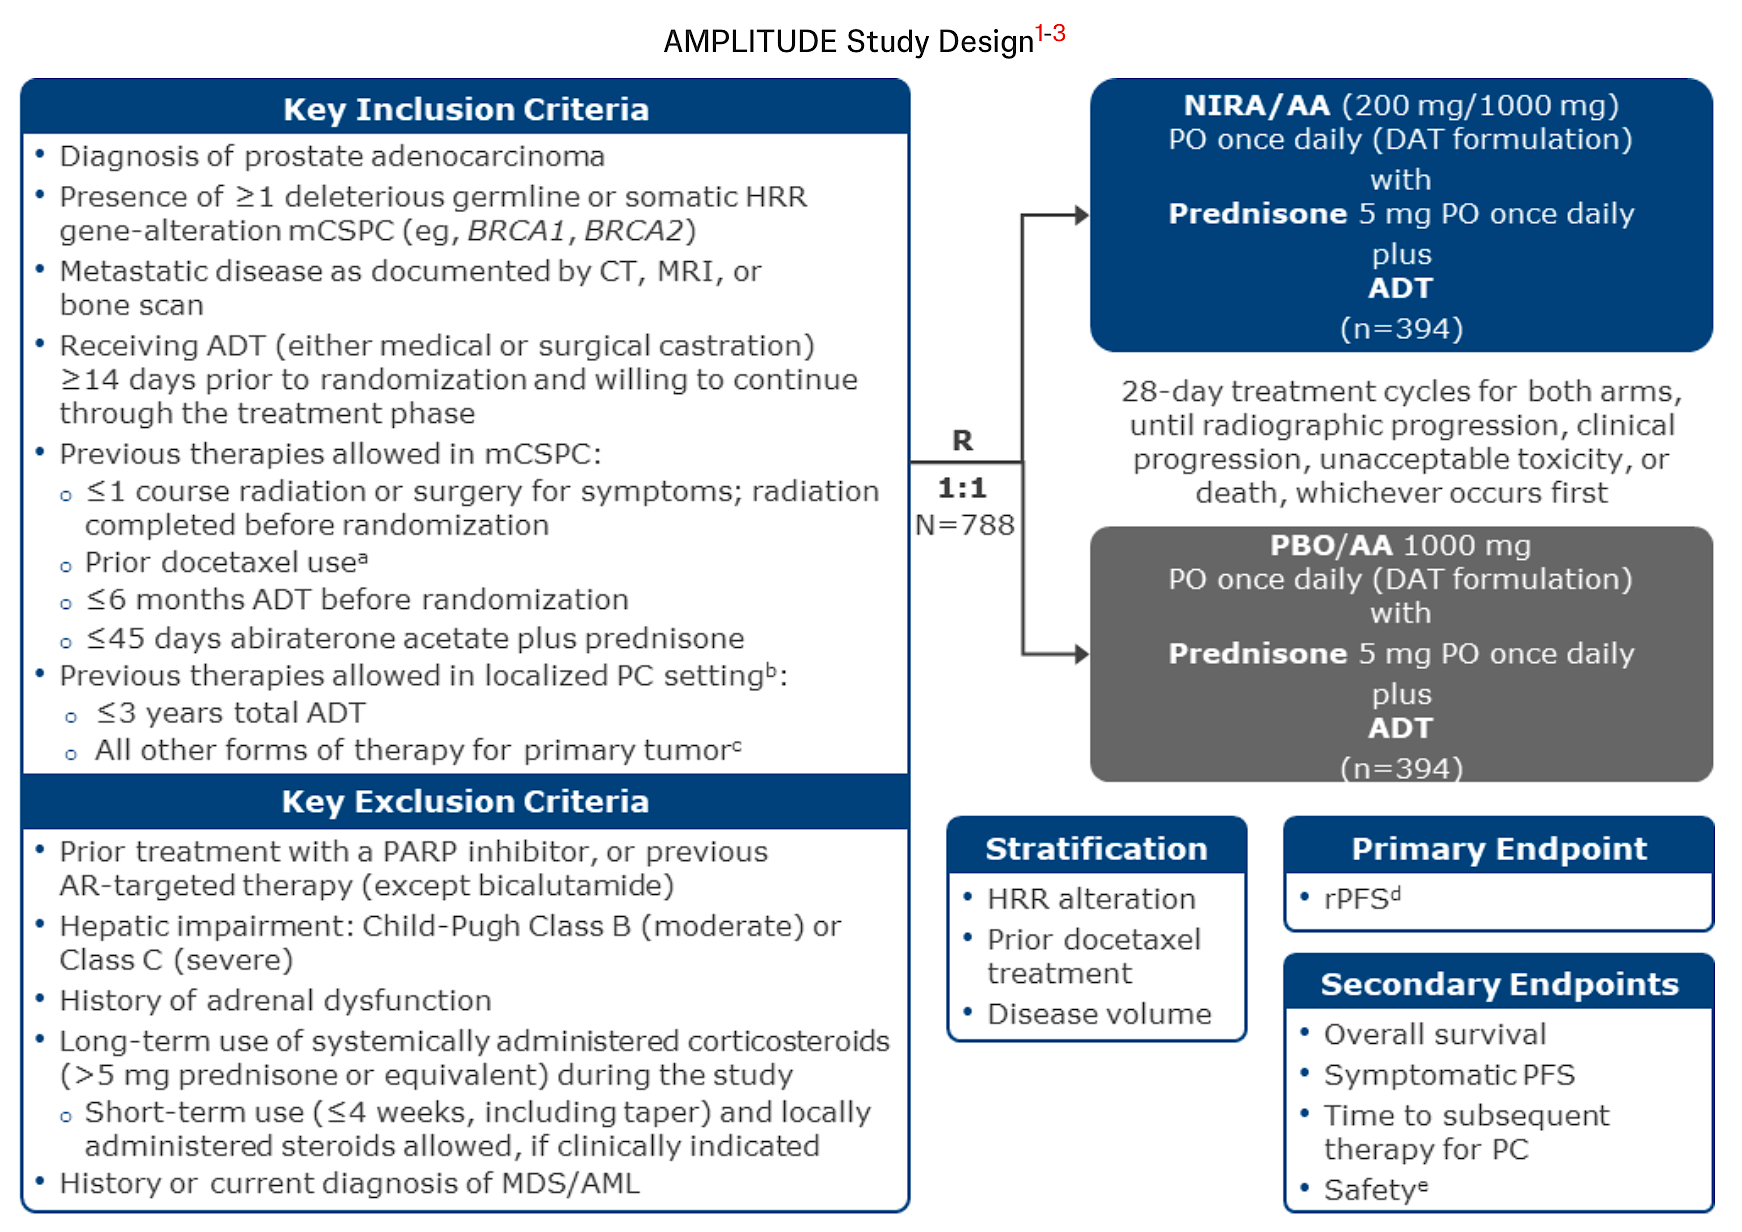 AMPLITUDE Study Design1-3
Key Inclusion Criteria
• Diagnosis of prostate adenocarcinoma
• Presence of ≥1 deleterious germline or somatic HRR
gene-alteration mCSPC (eg, BRCA1, BRCA2)
• Metastatic disease as documented by CT, MRI, or
bone scan
• Receiving ADT (either medical or surgical castration)
≥14 days prior to randomization and willing to continue
through the treatment phase
• Previous therapies allowed in mCSPC:
o ≤1 course radiation or surgery for symptoms; radiation
completed before randomization
o Prior docetaxel usea
o ≤6 months ADT before randomization
o ≤45 days abiraterone acetate plus prednisone
• Previous therapies allowed in localized PC settingb:
o ≤3 years total ADT
o All other forms of therapy for primary tumorc
Key Exclusion Criteria
• Prior treatment with a PARP inhibitor, or previous
AR-targeted therapy (except bicalutamide)
• Hepatic impairment: Child-Pugh Class B (moderate) or
Class C (severe)
• History of adrenal dysfunction
• Long-term use of systemically administered corticosteroids
(>5 mg prednisone or equivalent) during the study
o Short-term use (≤4 weeks, including taper) and locally
administered steroids allowed, if clinically indicated
• History or current diagnosis of MDS/AML
R
1:1
N=788
NIRA/AA (200 mg/1000 mg)
PO once daily (DAT formulation)
with
Prednisone 5 mg PO once daily
plus
ADT
(n=394)
28-day treatment cycles for both arms,
until radiographic progression, clinical
progression, unacceptable toxicity, or
death, whichever occurs first
PBO/AA 1000 mg
PO once daily (DAT formulation)
with
Prednisone 5 mg PO once daily
plus
ADT
(n=394)
Stratification
• HRR alteration
• Prior docetaxel
treatment
• Disease volume
Primary Endpoint
• rPFSd
Secondary Endpoints
• Overall survival
• Symptomatic PFS
• Time to subsequent
therapy for PC
• Safetye